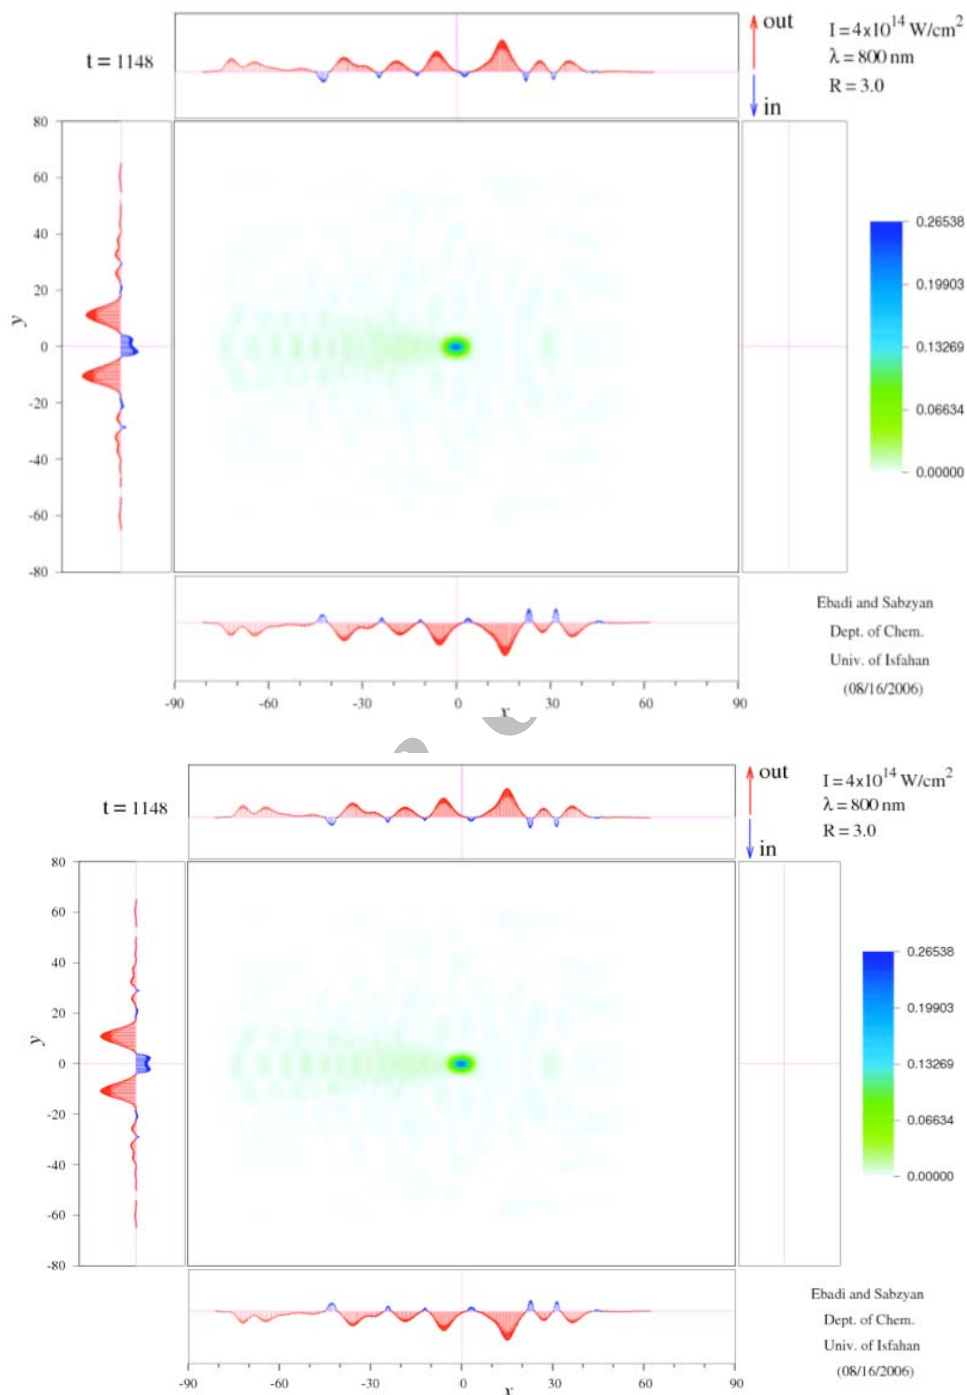 t = 1148
out
in
I = 4x10^14 W/cm^2
λ = 800 nm
R = 3.0
80
60
40
20
0
-20
-40
-60
-80
y
0.26538
0.19903
0.13269
0.06634
0.00000
Ebadi and Sabzyan
Dept. of Chem.
Univ. of Isfahan
(08/16/2006)
-90
-60
-30
0
30
60
90
x
t = 1148
out
in
I = 4x10^14 W/cm^2
λ = 800 nm
R = 3.0
80
60
40
20
0
-20
-40
-60
-80
y
0.26538
0.19903
0.13269
0.06634
0.00000
Ebadi and Sabzyan
Dept. of Chem.
Univ. of Isfahan
(08/16/2006)
-90
-60
-30
0
30
60
90
x